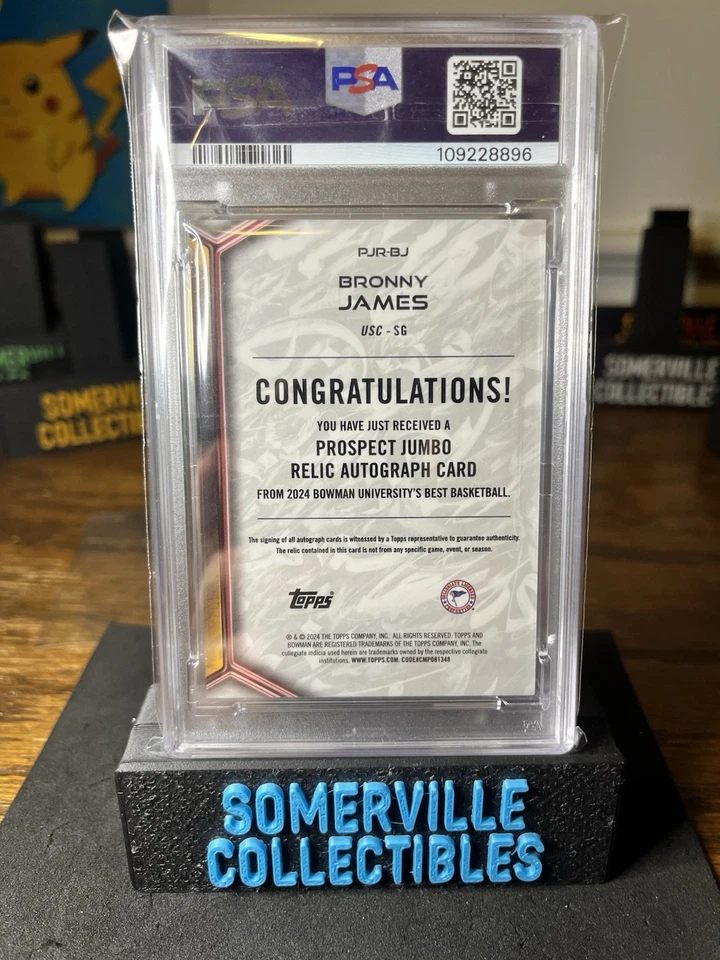 PSA
PSA
109228896
PJR-BJ
BRONNY
JAMES
USC - SG
CONGRATULATIONS!
YOU HAVE JUST RECEIVED A
PROSPECT JUMBO
RELIC AUTOGRAPH CARD
FROM 2024 BOWMAN UNIVERSITY'S BEST BASKETBALL.
The signing of all autograph cards is witnessed by a Topps representative to guarantee authenticity.
The relic contained in this card is not from any specific game, event, or season.
Topps
® & © 2024 THE TOPPS COMPANY, INC. ALL RIGHTS RESERVED. TOPPS AND
BOWMAN ARE REGISTERED TRADEMARKS OF THE TOPPS COMPANY, INC. The
collegiate indicia used herein are trademarks owned by the respective collegiate
institutions. WWW.TOPPS.COM. CODE#CMP081348
SOMERVILLE
COLLECTIBLE
SOMERVILLE
COLLECTIBLES